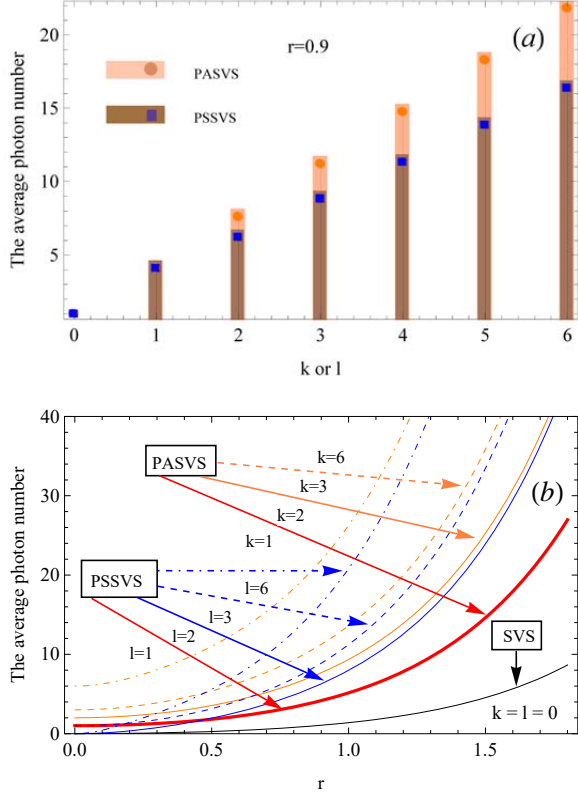 The average photon number
20
15
10
5
r=0.9
(a)
PASVS
PSSVS
0 1 2 3 4 5 6
k or l
The average photon number
40
30
20
10
0
PASVS
k=6
k=3
k=2
k=1
(b)
PSSVS
l=6
l=3
l=2
l=1
SVS
k = l = 0
0.0 0.5 1.0 1.5
r